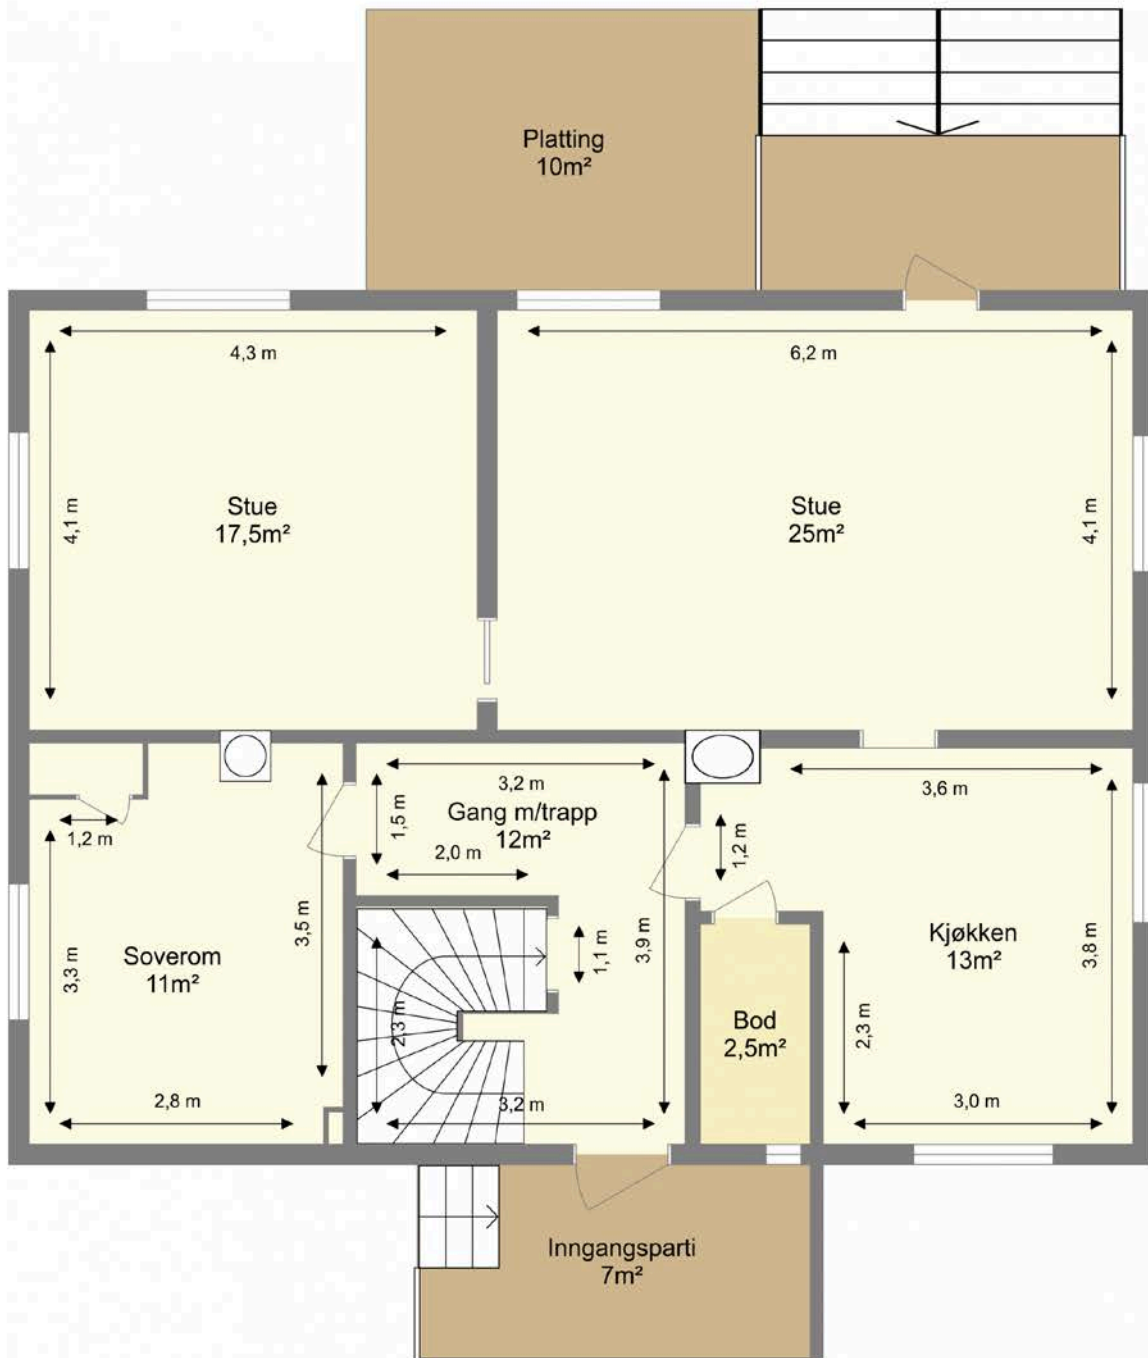 Platting
10m²
4,3 m
6,2 m
4,1 m
Stue
17,5m²
Stue
25m²
4,1 m
1,2 m
3,5 m
3,3 m
Soverom
11m²
2,8 m
3,2 m
1,5 m
Gang m/trapp
12m²
2,0 m
1,1 m
3,9 m
2,3 m
3,2 m
3,6 m
1,2 m
Kjøkken
13m²
3,8 m
Bod
2,5m²
2,3 m
3,0 m
Inngangsparti
7m²